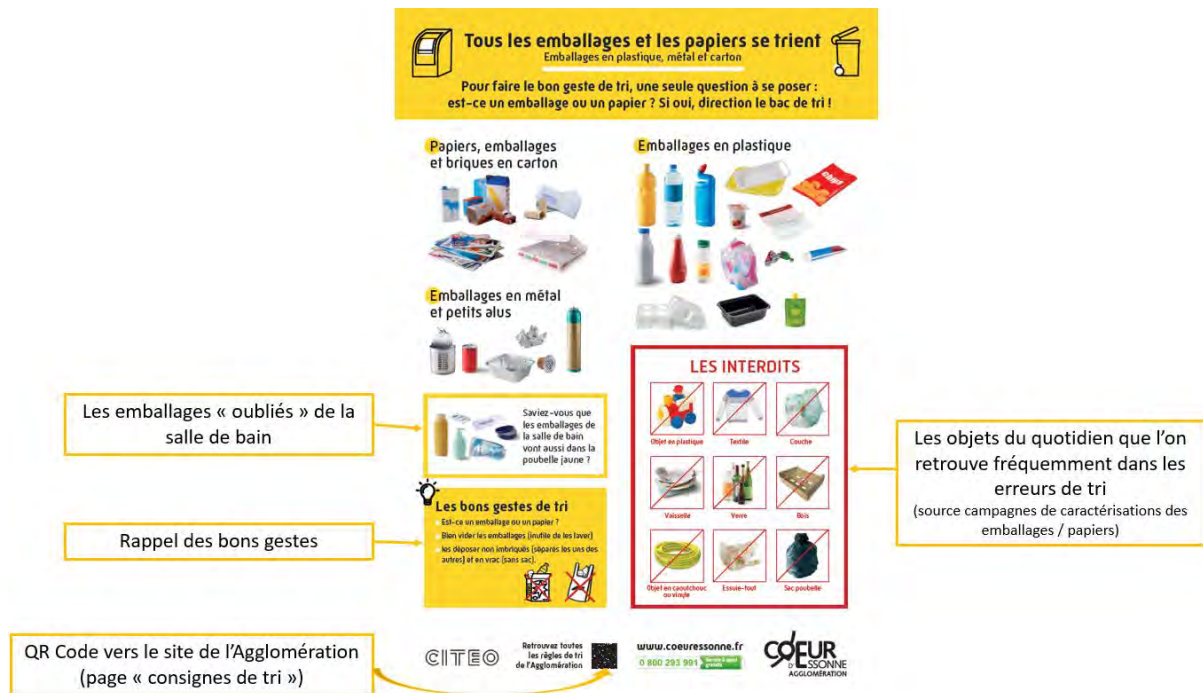 Tous les emballages et les papiers se trient
Emballages en plastique, métal et carton
Pour faire le bon geste de tri, une seule question à se poser :
est-ce un emballage ou un papier ? Si oui, direction le bac de tri !
Papiers, emballages
et briques en carton
Emballages en plastique
Emballages en métal
et petits alus
Les emballages « oubliés » de la
salle de bain
Saviez-vous que
les emballages de
la salle de bain
vont aussi dans la
poubelle jaune ?
Rappel des bons gestes
Les bons gestes de tri
Est-ce un emballage ou un papier ?
Bien vider les emballages (inutile de les laver)
les déposer non imbriqués (séparés les uns des
autres) et en vrac (sans sac).
LES INTERDITS
Objet en plastique
Textile
Couche
Vaisselle
Verre
Bois
Objet en caoutchouc
ou vinyle
Essuie-tout
Sac poubelle
Les objets du quotidien que l'on
retrouve fréquemment dans les
erreurs de tri
(source campagnes de caractérisations des
emballages / papiers)
QR Code vers le site de l'Agglomération
(page « consignes de tri »)
CITEO
Retrouvez toutes
les règles de tri
de l'Agglomération
www.coeuressonne.fr
0 800 293 991
Service & appel
gratuits
CŒUR
D'ESSONNE
AGGLOMÉRATION